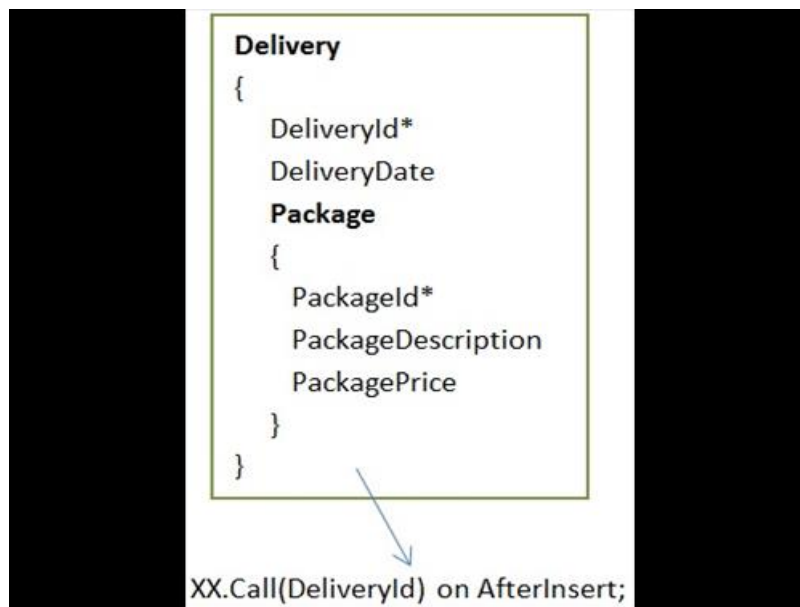 Delivery
{
DeliveryId*
DeliveryDate
Package
{
PackageId*
PackageDescription
PackagePrice
}
}
XX.Call(DeliveryId) on AfterInsert;